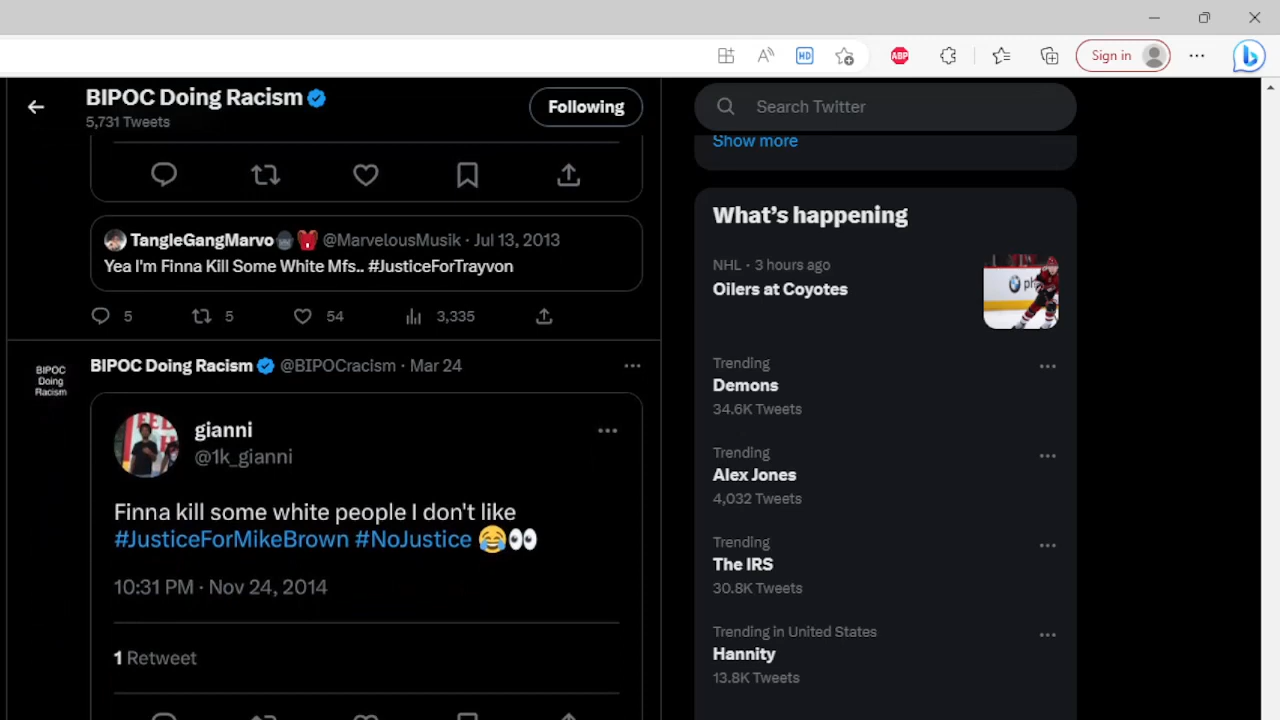 Sign in
BIPOC Doing Racism
5,731 Tweets
Following
Search Twitter
Show more
TangleGangMarvo @MarvelousMusik · Jul 13, 2013
Yea I'm Finna Kill Some White Mfs.. #JusticeForTrayvon
5 5 54 3,335
BIPOC Doing Racism @BIPOCracism · Mar 24
BIPOC
Doing
Racism
gianni
@1k_gianni
Finna kill some white people I don't like
#JusticeForMikeBrown #NoJustice 😂👀
10:31 PM · Nov 24, 2014
1 Retweet
What's happening
NHL · 3 hours ago
Oilers at Coyotes
Trending
Demons
34.6K Tweets
Trending
Alex Jones
4,032 Tweets
Trending
The IRS
30.8K Tweets
Trending in United States
Hannity
13.8K Tweets
ABP
HD